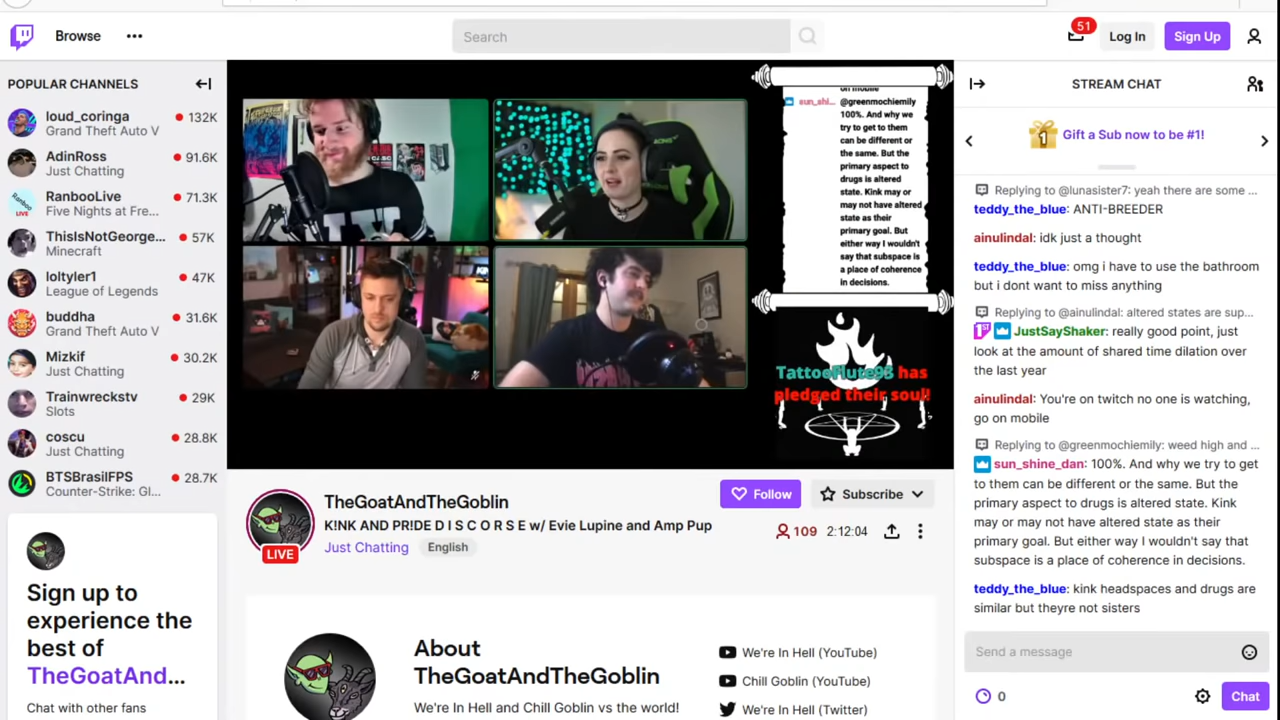 Browse
Search
51
Log In
Sign Up
POPULAR CHANNELS
loud_coringa
132K
Grand Theft Auto V
AdinRoss
91.6K
Just Chatting
RanbooLive
71.3K
Five Nights at Fre...
ThisIsNotGeorge...
57K
Minecraft
loltyler1
47K
League of Legends
buddha
31.6K
Grand Theft Auto V
Mizkif
30.2K
Just Chatting
Trainwreckstv
29K
Slots
coscu
28.8K
Just Chatting
BTSBrasilFPS
28.7K
Counter-Strike: Gl...
Sign up to
experience the
best of
TheGoatAnd...
Chat with other fans
on mobile
sun_shi...
@greenmochiemily
100%. And why we
try to get to them
can be different or
the same. But the
primary aspect to
drugs is altered
state. Kink may or
may not have altered
state as their
primary goal. But
either way I wouldn't
say that subspace is
a place of coherence
in decisions.
TattooFlute93 has
pledged their soul!
TheGoatAndTheGoblin
K!NK AND PR!DE D I S C O R S E w/ Evie Lupine and Amp Pup
Just Chatting
English
LIVE
Follow
Subscribe
109
2:12:04
About
TheGoatAndTheGoblin
We're In Hell and Chill Goblin vs the world!
We're In Hell (YouTube)
Chill Goblin (YouTube)
We're In Hell (Twitter)
STREAM CHAT
1
Gift a Sub now to be #1!
Replying to @lunasister7: yeah there are some ...
teddy_the_blue: ANTI-BREEDER
ainulindal: idk just a thought
teddy_the_blue: omg i have to use the bathroom
but i dont want to miss anything
Replying to @ainulindal: altered states are sup...
1ST JustSayShaker: really good point, just
look at the amount of shared time dilation over
the last year
ainulindal: You're on twitch no one is watching,
go on mobile
Replying to @greenmochiemily: weed high and ...
sun_shine_dan: 100%. And why we try to get
to them can be different or the same. But the
primary aspect to drugs is altered state. Kink
may or may not have altered state as their
primary goal. But either way I wouldn't say that
subspace is a place of coherence in decisions.
teddy_the_blue: kink headspaces and drugs are
similar but theyre not sisters
Send a message
0
Chat